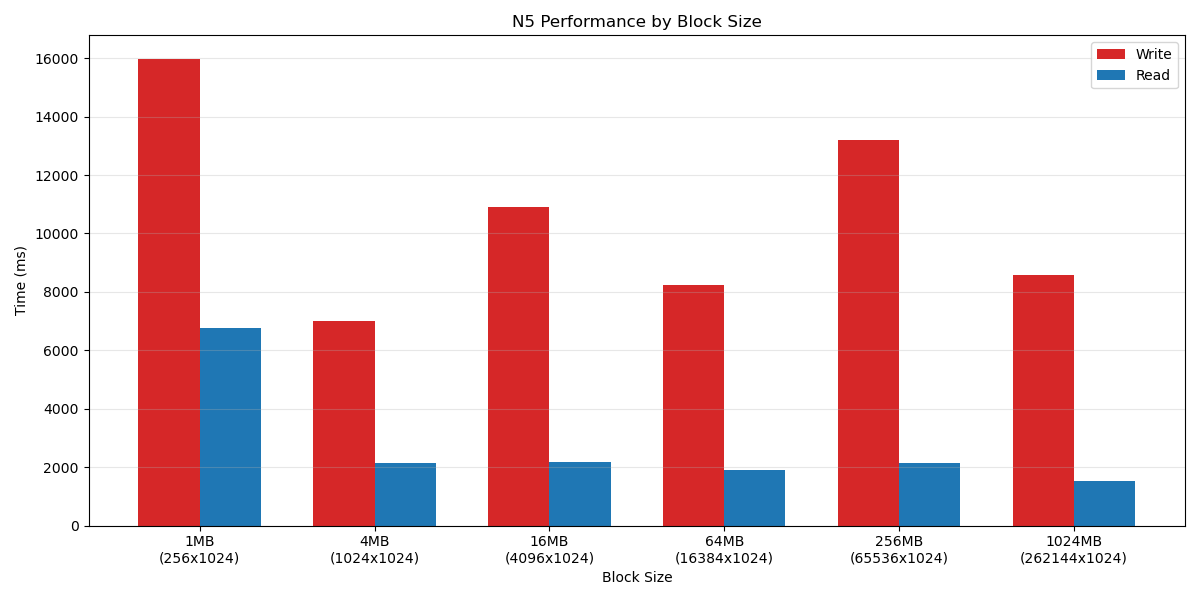 N5 Performance by Block Size
Write
Read
Time (ms)
16000
14000
12000
10000
8000
6000
4000
2000
0
1MB
(256x1024)
4MB
(1024x1024)
16MB
(4096x1024)
64MB
(16384x1024)
256MB
(65536x1024)
1024MB
(262144x1024)
Block Size